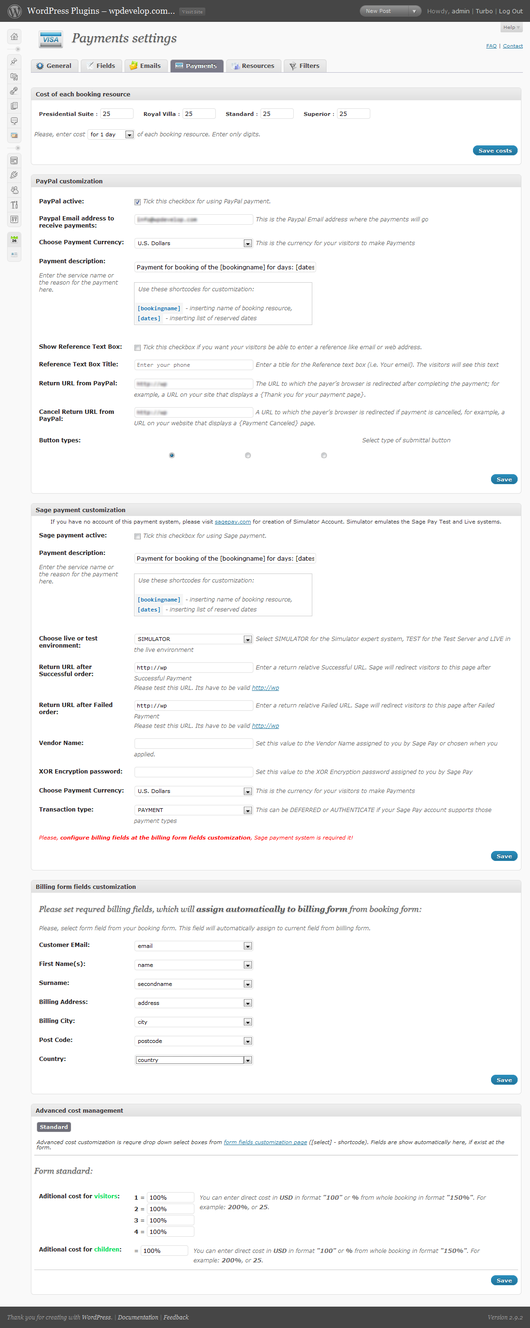 WordPress Plugins – wpdevelop.com...
New Post
Howdy, admin | Turbo | Log Out
Help
Payments settings
FAQ | Contact
General
Fields
Emails
Payments
Resources
Filters
Cost of each booking resource
Presidential Suite : 25 Royal Villa : 25 Standard : 25 Superior : 25
Please, enter cost for 1 day of each booking resource. Enter only digits.
Save costs
PayPal customization
PayPal active: Tick this checkbox for using PayPal payment.
Paypal Email address to receive payments: info@wpdevelop.com This is the Paypal Email address where the payments will go
Choose Payment Currency: U.S. Dollars This is the currency for your visitors to make Payments
Payment description: Payment for booking of the [bookingname] for days: [dates
Enter the service name or the reason for the payment here.
Use these shortcodes for customization:
[bookingname] - inserting name of booking resource,
[dates] - inserting list of reserved dates
Show Reference Text Box: Tick this checkbox if you want your visitors be able to enter a reference like email or web address.
Reference Text Box Title: Enter your phone Enter a title for the Reference text box (i.e. Your email). The visitors will see this text
Return URL from PayPal: http://wp The URL to which the payer's browser is redirected after completing the payment; for
example, a URL on your site that displays a {Thank you for your payment page}.
Cancel Return URL from PayPal: http://wp A URL to which the payer's browser is redirected if payment is cancelled, for example, a
URL on your website that displays a {Payment Canceled} page.
Button types: Select type of submittal button
Save
Sage payment customization
If you have no account of this payment system, please visit sagepay.com for creation of Simulator Account. Simulator emulates the Sage Pay Test and Live systems.
Sage payment active: Tick this checkbox for using Sage payment.
Payment description: Payment for booking of the [bookingname] for days: [dates
Enter the service name or the reason for the payment here.
Use these shortcodes for customization:
[bookingname] - inserting name of booking resource,
[dates] - inserting list of reserved dates
Choose live or test environment: SIMULATOR Select SIMULATOR for the Simulator expert system, TEST for the Test Server and LIVE in
the live environment
Return URL after Successful order: http://wp Enter a return relative Successful URL. Sage will redirect visitors to this page after
Successful Payment
Please test this URL. Its have to be valid http://wp
Return URL after Failed order: http://wp Enter a return relative Failed URL. Sage will redirect visitors to this page after Failed
Payment
Please test this URL. Its have to be valid http://wp
Vendor Name: Set this value to the Vendor Name assigned to you by Sage Pay or chosen when you
applied.
XOR Encryption password: Set this value to the XOR Encryption password assigned to you by Sage Pay
Choose Payment Currency: U.S. Dollars This is the currency for your visitors to make Payments
Transaction type: PAYMENT This can be DEFERRED or AUTHENTICATE if your Sage Pay account supports those
payment types
Please, configure billing fields at the billing form fields customization, Sage payment system is required it!
Save
Billing form fields customization
Please set requred billing fields, which will assign automatically to billing form from booking form:
Please, select form field from your booking form. This field will automatically assign to current field from billing form.
Customer EMail: email
First Name(s): name
Surname: secondname
Billing Address: address
Billing City: city
Post Code: postcode
Country: country
Save
Advanced cost management
Standard
Advanced cost customization is requre drop down select boxes from form fields customization page ([select] - shortcode). Fields are show automatically here, if exist at the
form.
Form standard:
Aditional cost for visitors: 1 = 100% You can enter direct cost in USD in format "100" or % from whole booking in format "150%". For
2 = 100% example: 200%, or 25.
3 = 100%
4 = 100%
Aditional cost for children: = 100% You can enter direct cost in USD in format "100" or % from whole booking in format "150%". For
example: 200%, or 25.
Save
Thank you for creating with WordPress. | Documentation | Feedback
Version 2.9.2